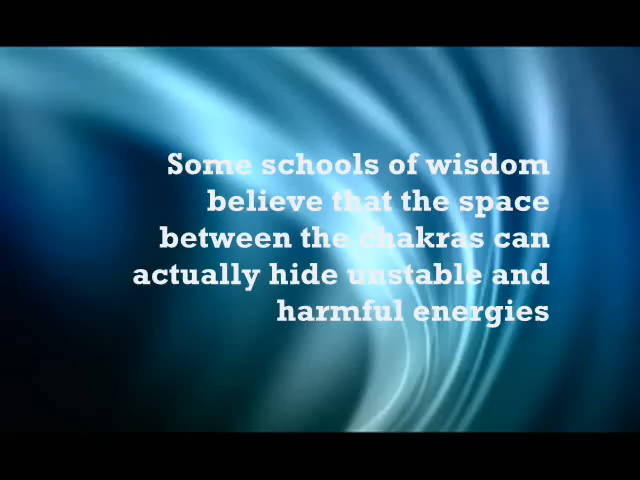 Some schools of wisdom
believe that the space
between the chakras can
actually hide unstable and
harmful energies